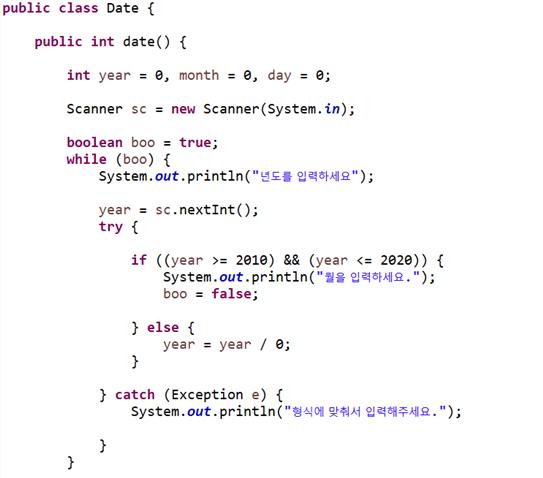 public class Date {
public int date() {
int year = 0, month = 0, day = 0;
Scanner sc = new Scanner(System.in);
boolean boo = true;
while (boo) {
System.out.println("년도를 입력하세요");
year = sc.nextInt();
try {
if ((year >= 2010) && (year <= 2020)) {
System.out.println("월을 입력하세요.");
boo = false;
} else {
year = year / 0;
}
} catch (Exception e) {
System.out.println("형식에 맞춰서 입력해주세요.");
}
}